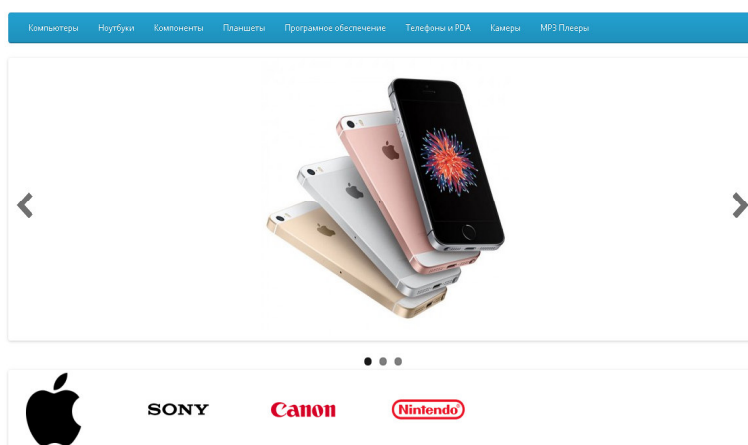 Компьютеры Ноутбуки Компоненты Планшеты Програмное обеспечение Телефоны и PDA Камеры MP3 Плееры
SONY Canon Nintendo